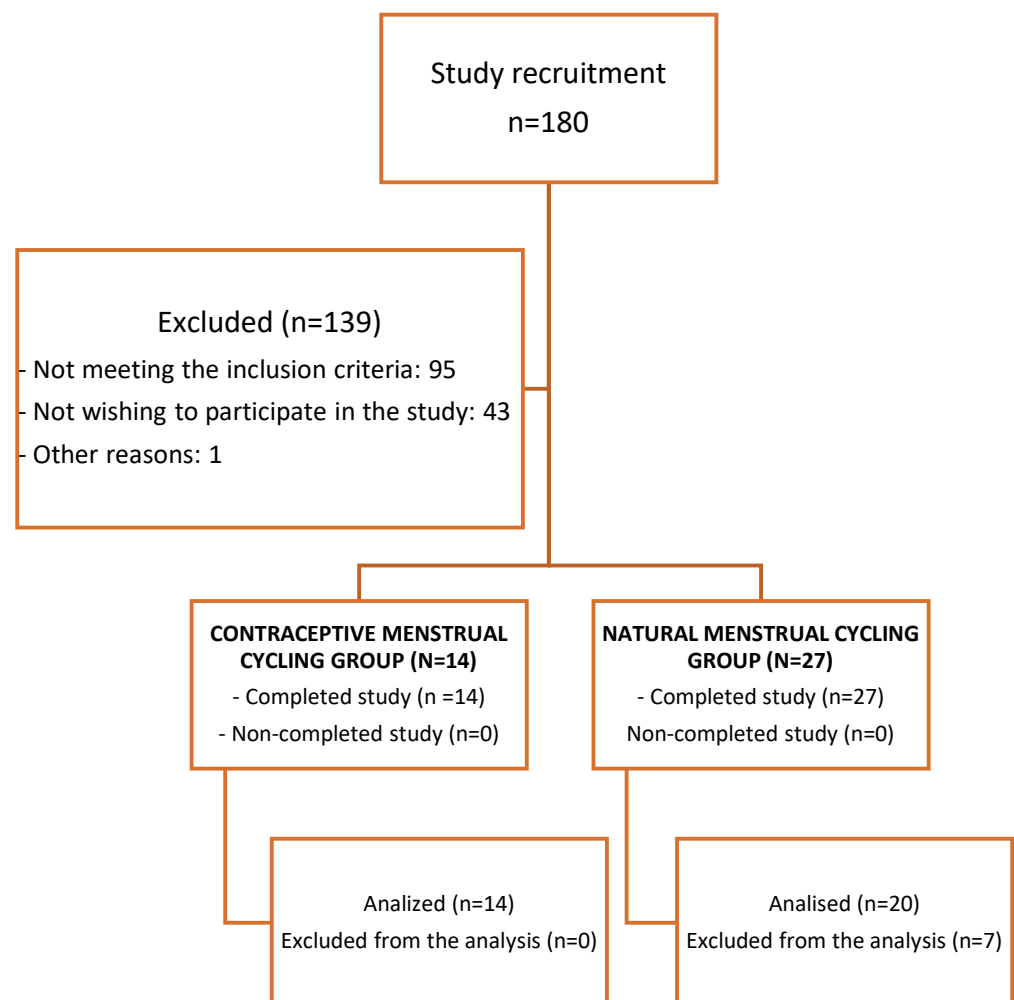 Study recruitment
n=180
Excluded (n=139)
- Not meeting the inclusion criteria: 95
- Not wishing to participate in the study: 43
- Other reasons: 1
CONTRACEPTIVE MENSTRUAL
CYCLING GROUP (N=14)
- Completed study (n =14)
- Non-completed study (n=0)
NATURAL MENSTRUAL CYCLING
GROUP (N=27)
- Completed study (n=27)
Non-completed study (n=0)
Analized (n=14)
Excluded from the analysis (n=0)
Analised (n=20)
Excluded from the analysis (n=7)